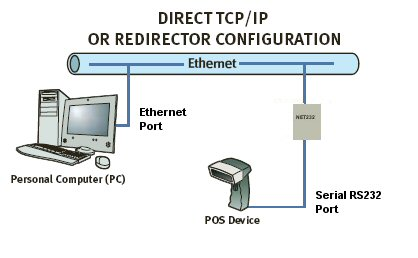 DIRECT TCP/IP
OR REDIRECTOR CONFIGURATION
Ethernet
Ethernet
Port
NET232
Personal Computer (PC)
POS Device
Serial RS232
Port